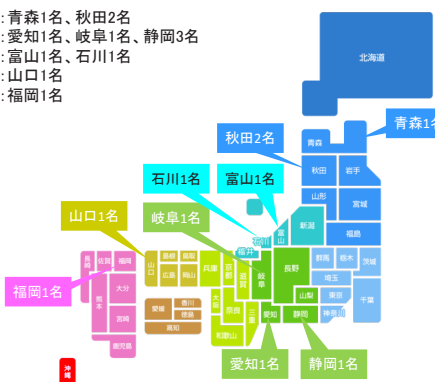 :青森1名、秋田2名
:愛知1名、岐阜1名、静岡3名
:富山1名、石川1名
:山口1名
:福岡1名
北海道
青森1名
秋田2名
青森
石川1名
富山1名
秋田
岩手
山形
宮城
山口1名
岐阜1名
石川
富山
新潟
福島
福井
長崎
佐賀
福岡
山口
島根
鳥取
兵庫
京都
滋賀
岐阜
長野
群馬
栃木
茨城
広島
岡山
埼玉
福岡1名
熊本
大分
山梨
東京
千葉
愛媛
香川
徳島
大阪
奈良
三重
愛知
静岡
神奈川
宮崎
高知
和歌山
鹿児島
沖縄
愛知1名
静岡1名